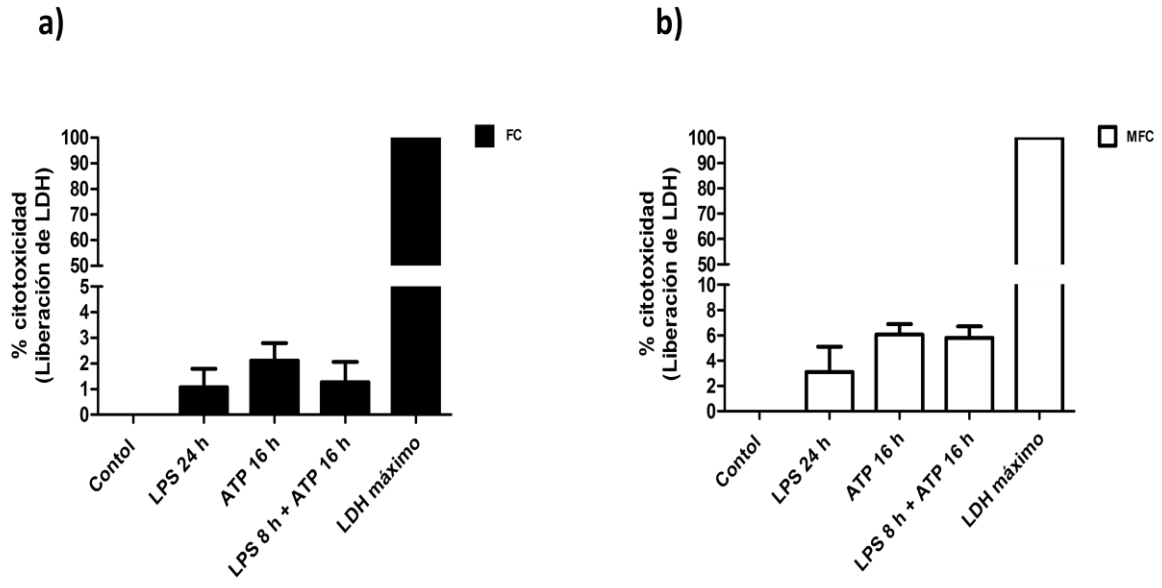 a)
FC
% citotoxicidad
(Liberación de LDH)
100
90
80
70
60
50
5
4
3
2
1
0
Contol
LPS 24 h
ATP 16 h
LPS 8 h + ATP 16 h
LDH máximo
b)
MFC
% citotoxicidad
(Liberación de LDH)
100
90
80
70
60
50
10
8
6
4
2
0
Contol
LPS 24 h
ATP 16 h
LPS 8 h + ATP 16 h
LDH máximo